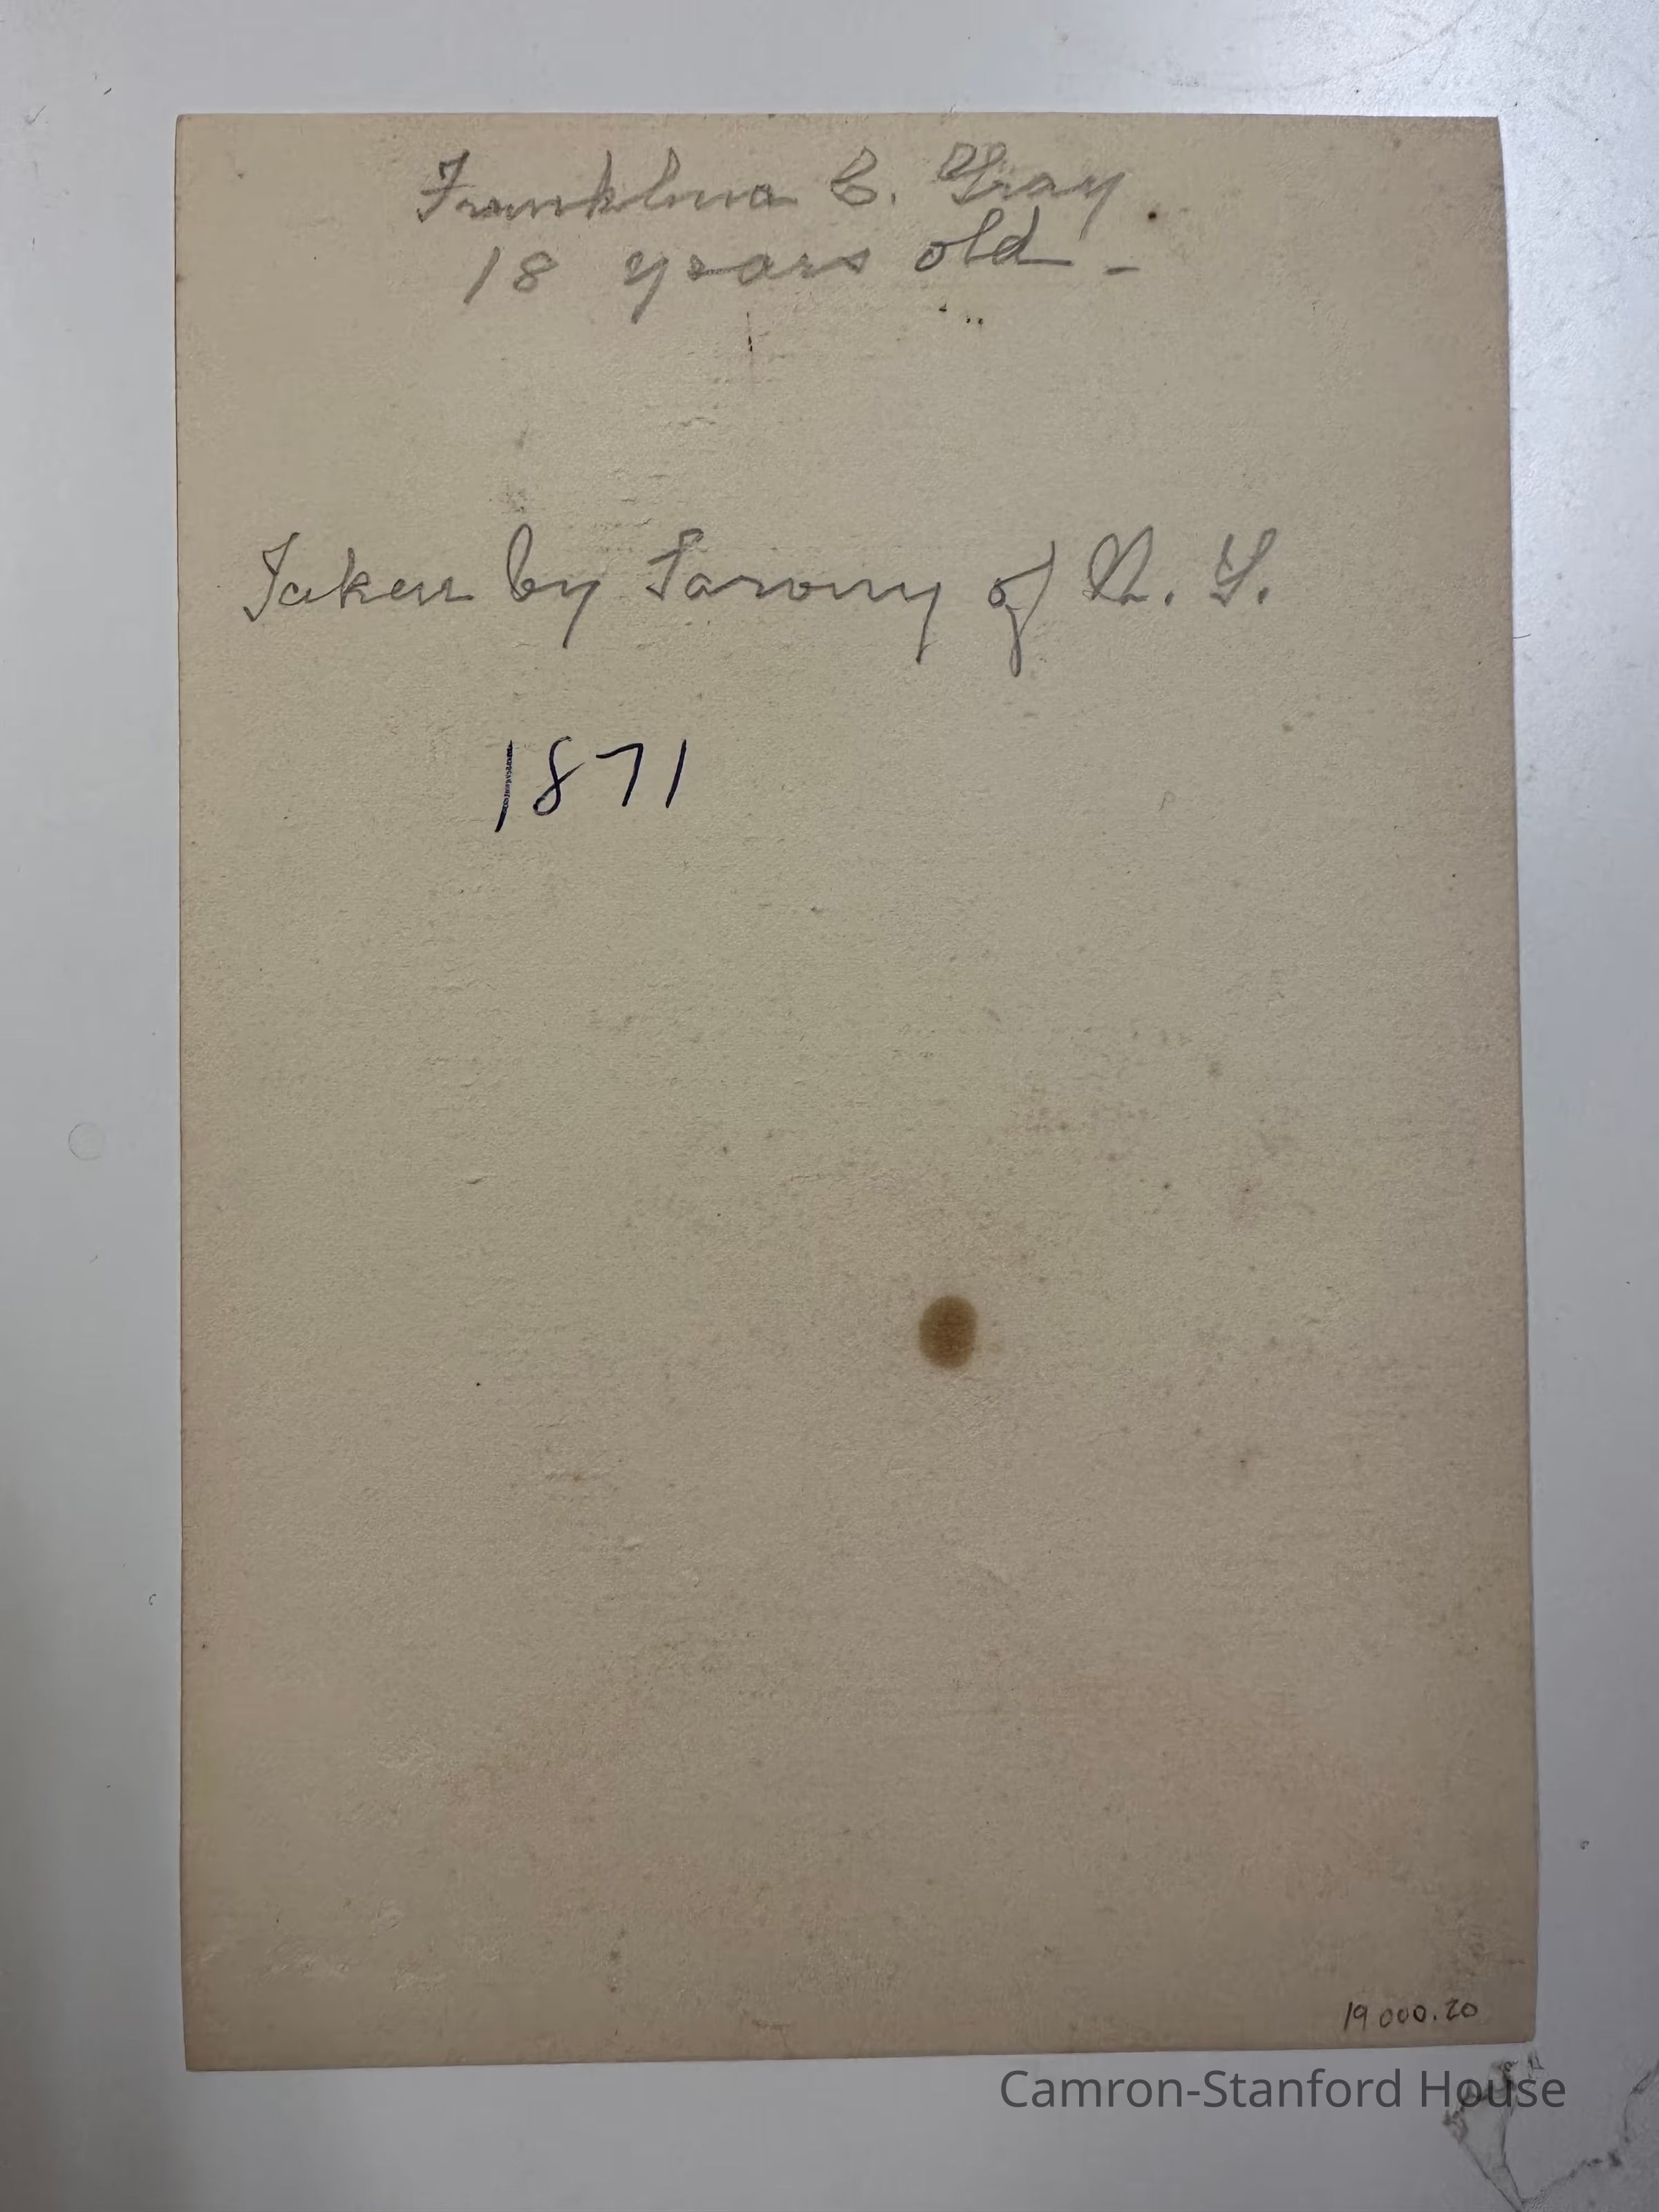 Franklina C. Gray
18 years old -
Taken by Sarony of N. Y.
1871
19000.20
Camron-Stanford House